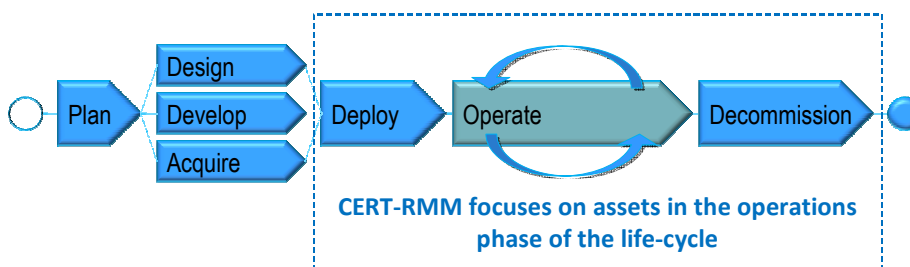 Plan
Design
Develop
Acquire
Deploy
Operate
Decommission
CERT-RMM focuses on assets in the operations
phase of the life-cycle